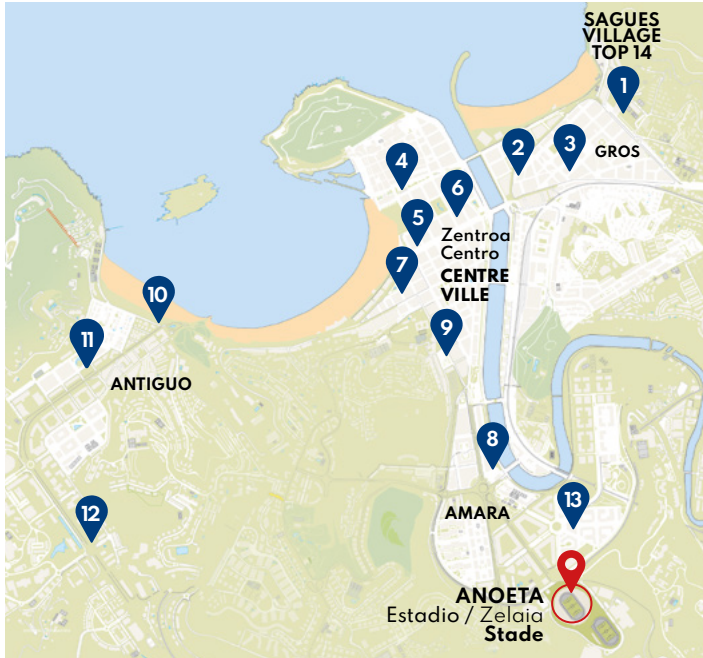 SAGUES
VILLAGE
TOP 14
1
2
3
GROS
4
6
5
Zentroa
Centro
CENTRE
VILLE
7
10
9
11
ANTIGUO
8
12
AMARA
13
ANOETA
Estadio / Zelaia
Stade